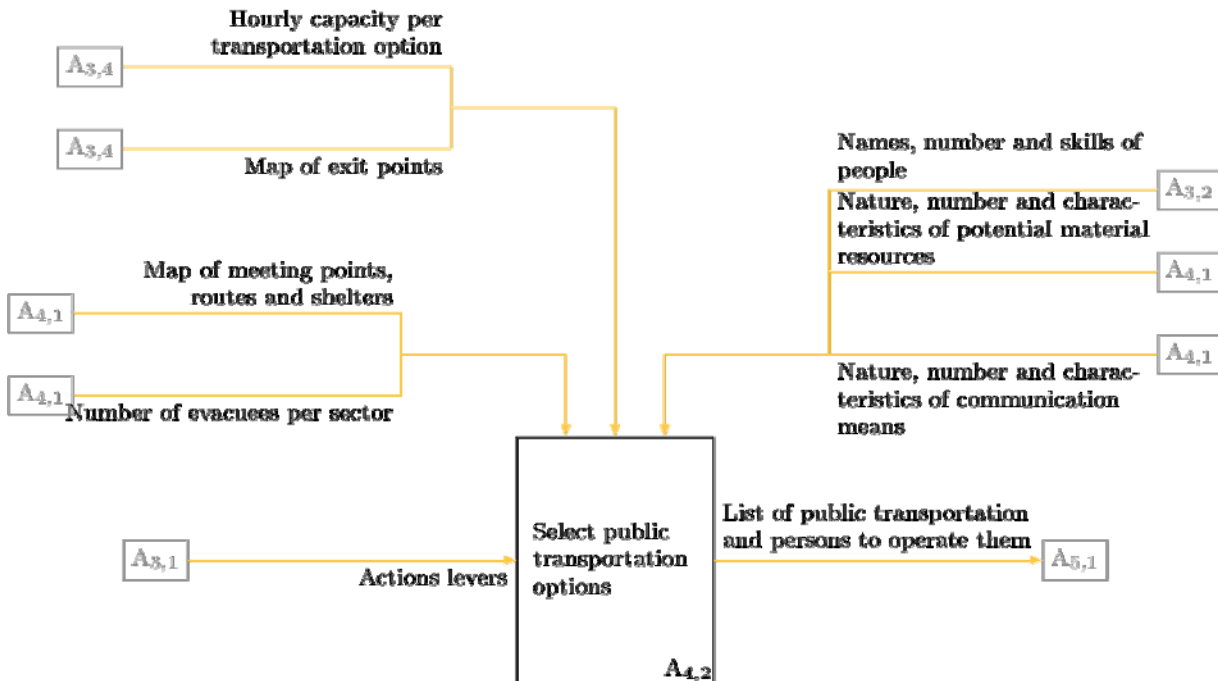 Hourly capacity per
transportation option
A3,4
A3,4
Map of exit points
Names, number and skills of
people
A3,2
Nature, number and charac-
teristics of potential material
resources
A4,1
Map of meeting points,
routes and shelters
A4,1
A4,1
Nature, number and charac-
teristics of communication
means
A4,1
Number of evacuees per sector
Select public
transportation
options
A4,2
List of public transportation
and persons to operate them
A3,1
Actions levers
A5,1